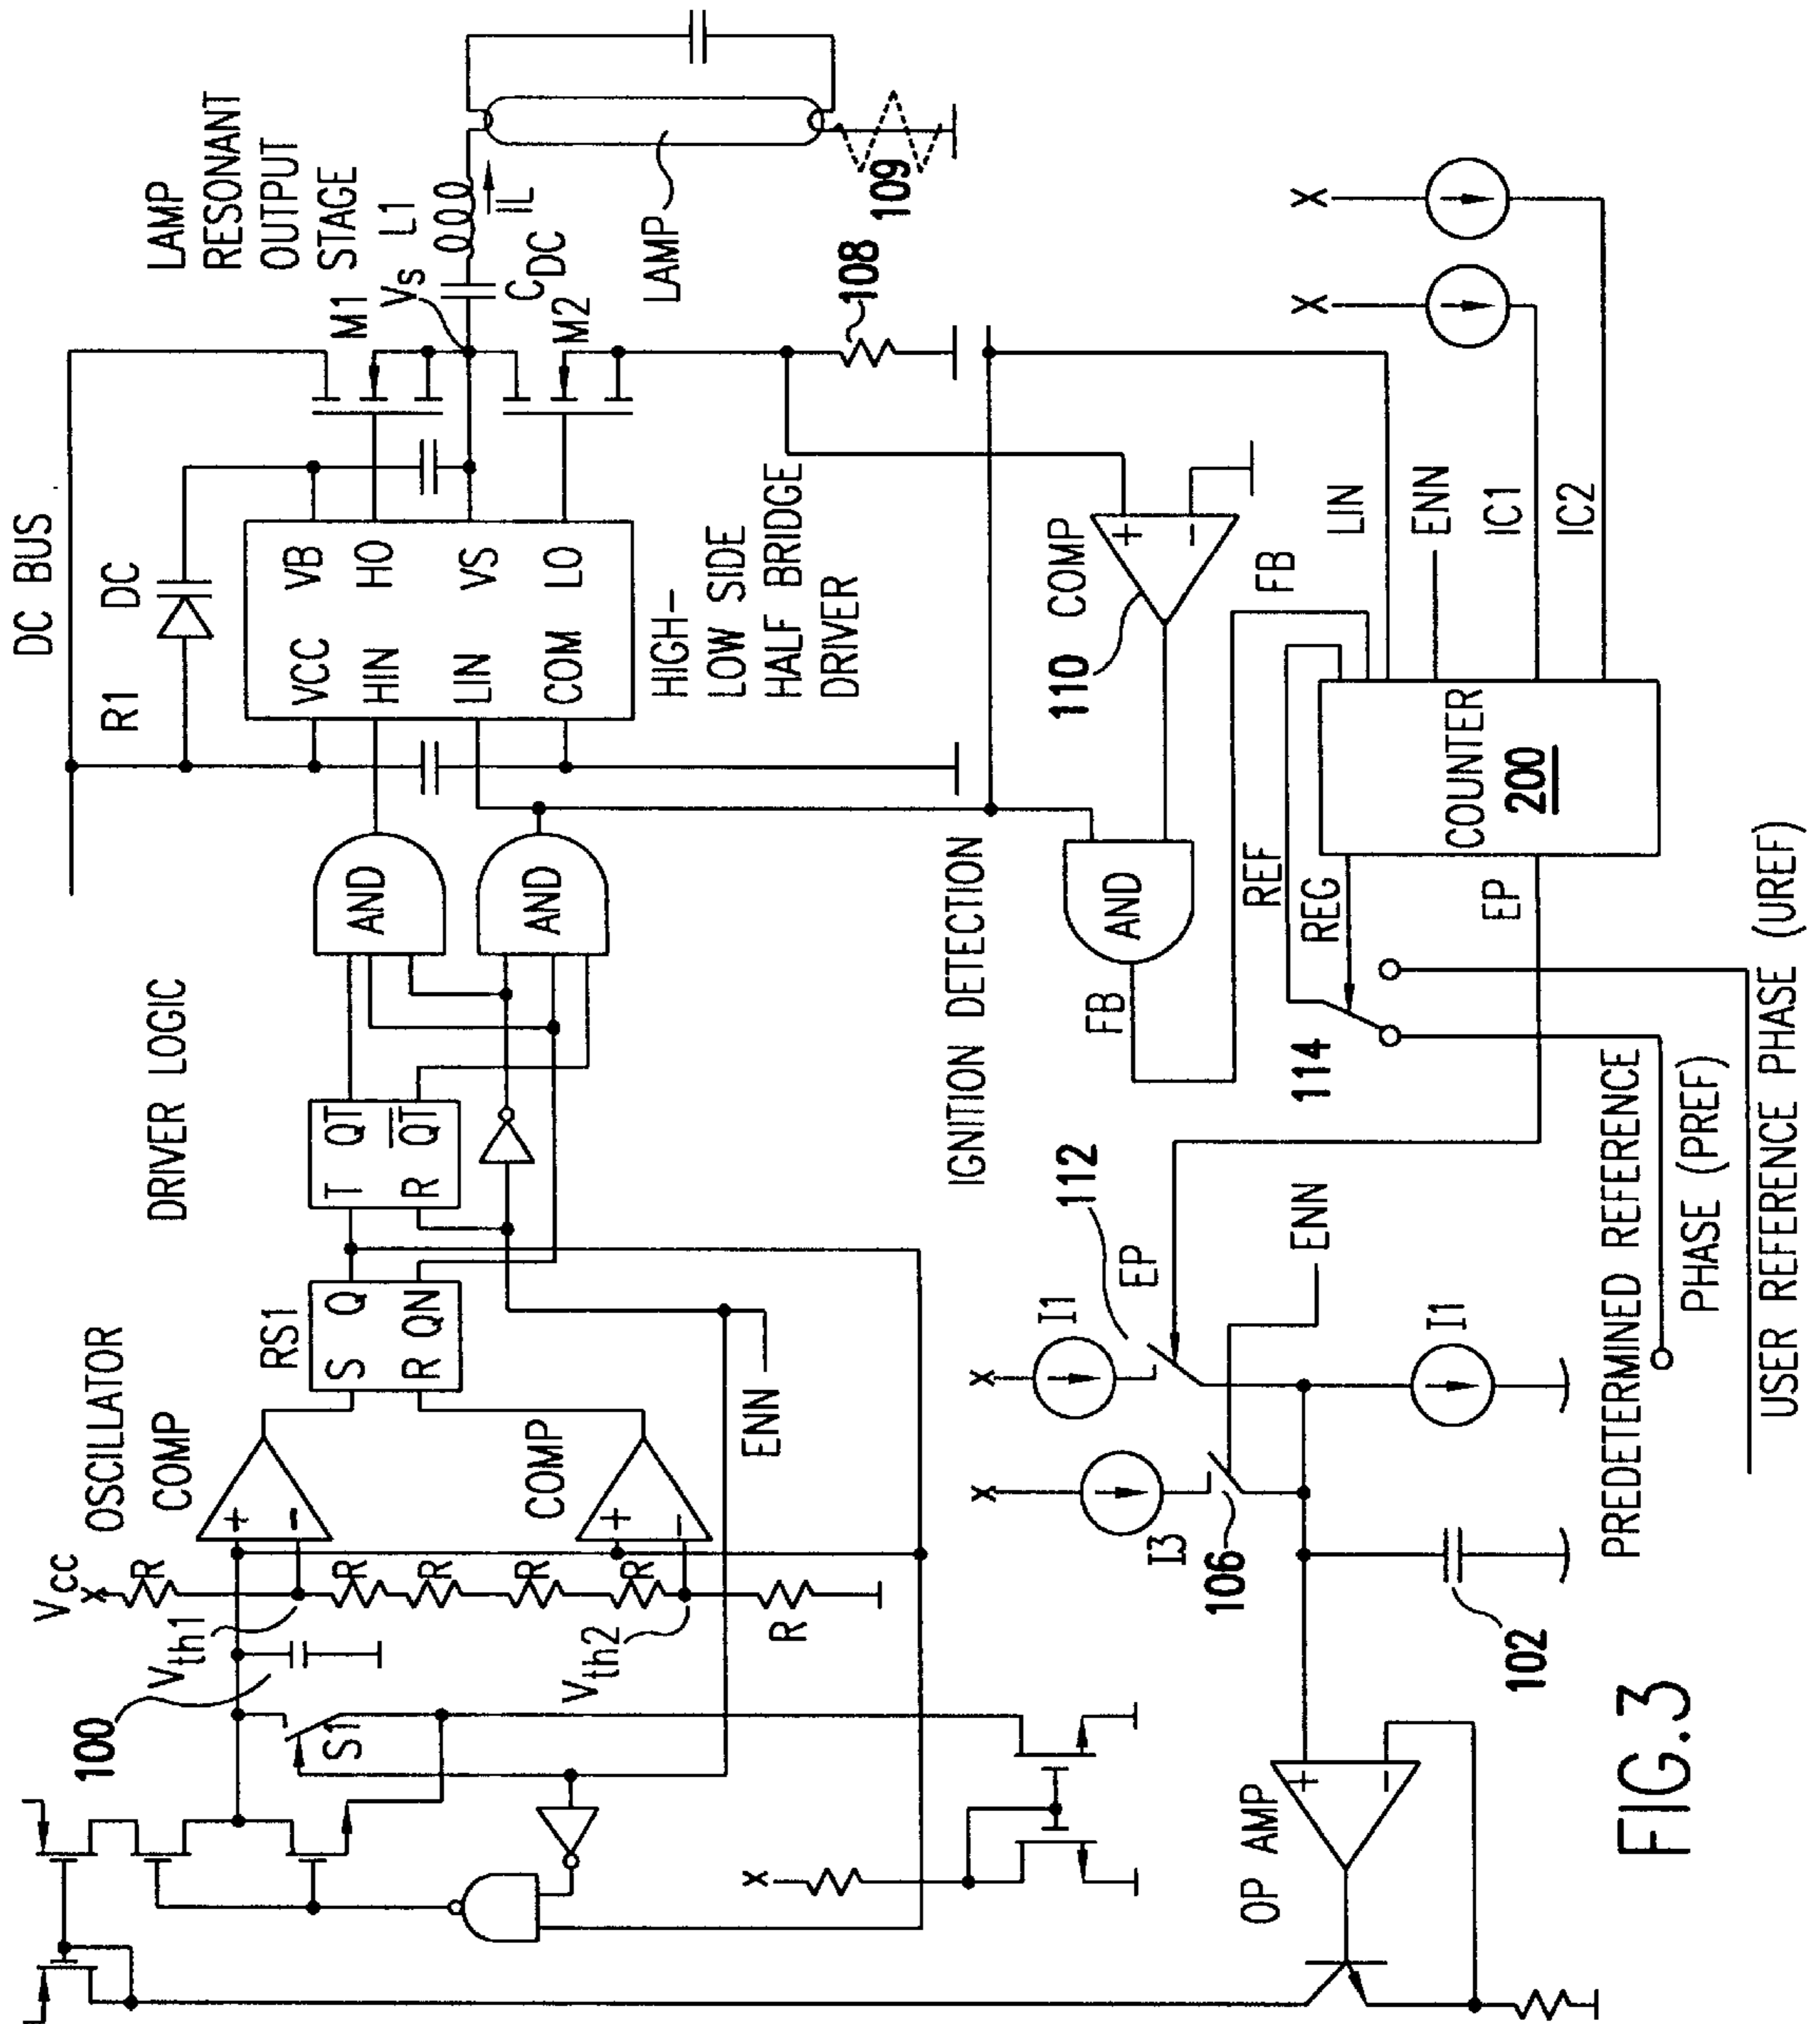 LAMP
RESONANT
OUTPUT
STAGE
DC BUS
R1
DC
M1
Vs
L1
IL
CDC
M2
LAMP
109
108
VCC
HIN
LIN
COM
VB
HO
VS
LO
HIGH-
LOW SIDE
HALF BRIDGE
DRIVER
DRIVER LOGIC
AND
AND
T
QT
R
QT
OSCILLATOR
RS1
S
Q
R
QN
COMP
+
-
COMP
+
-
ENN
Vcc
x
R
R
R
R
R
R
Vth1
Vth2
100
S1
x
IGNITION DETECTION
COMP
+
-
110
AND
FB
FB
LIN
ENN
IC1
IC2
X
X
COUNTER
200
REF
REG
EP
114
112
EP
ENN
x
I1
x
I3
106
I1
102
OP AMP
+
-
PREDETERMINED REFERENCE
PHASE (PREF)
USER REFERENCE PHASE (UREF)
FIG.3